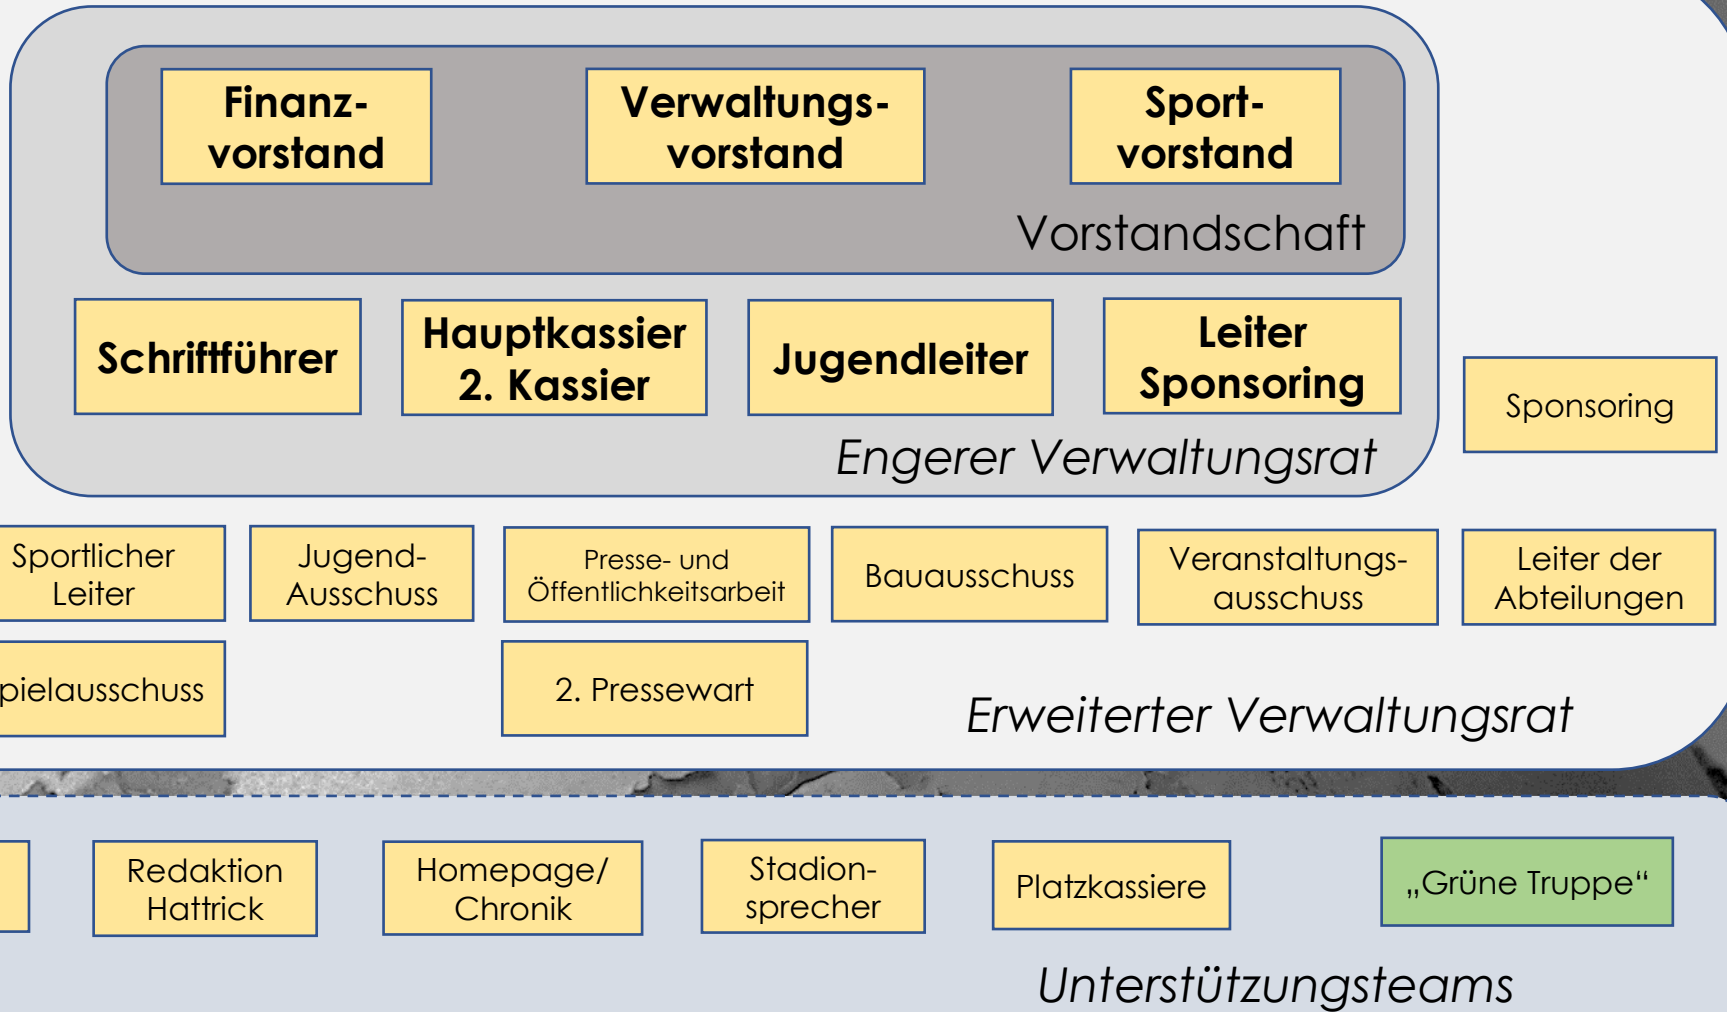 Finanz-
vorstand
Verwaltungs-
vorstand
Sport-
vorstand
Vorstandschaft
Schriftführer
Hauptkassier
2. Kassier
Jugendleiter
Leiter
Sponsoring
Sponsoring
Engerer Verwaltungsrat
Sportlicher
Leiter
Jugend-
Ausschuss
Presse- und
Öffentlichkeitsarbeit
Bauausschuss
Veranstaltungs-
ausschuss
Leiter der
Abteilungen
pielausschuss
2. Pressewart
Erweiterter Verwaltungsrat
Redaktion
Hattrick
Homepage/
Chronik
Stadion-
sprecher
Platzkassiere
„Grüne Truppe“
Unterstützungsteams